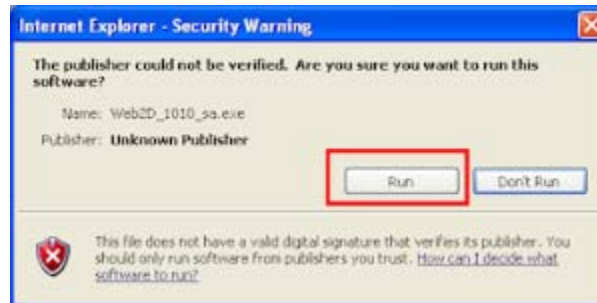 Internet Explorer - Security Warning
The publisher could not be verified. Are you sure you want to run this
software?
Name: Web2D_1010_sa.exe
Publisher: Unknown Publisher
Run
Don't Run
This file does not have a valid digital signature that verifies its publisher. You
should only run software from publishers you trust. How can I decide what
software to run?